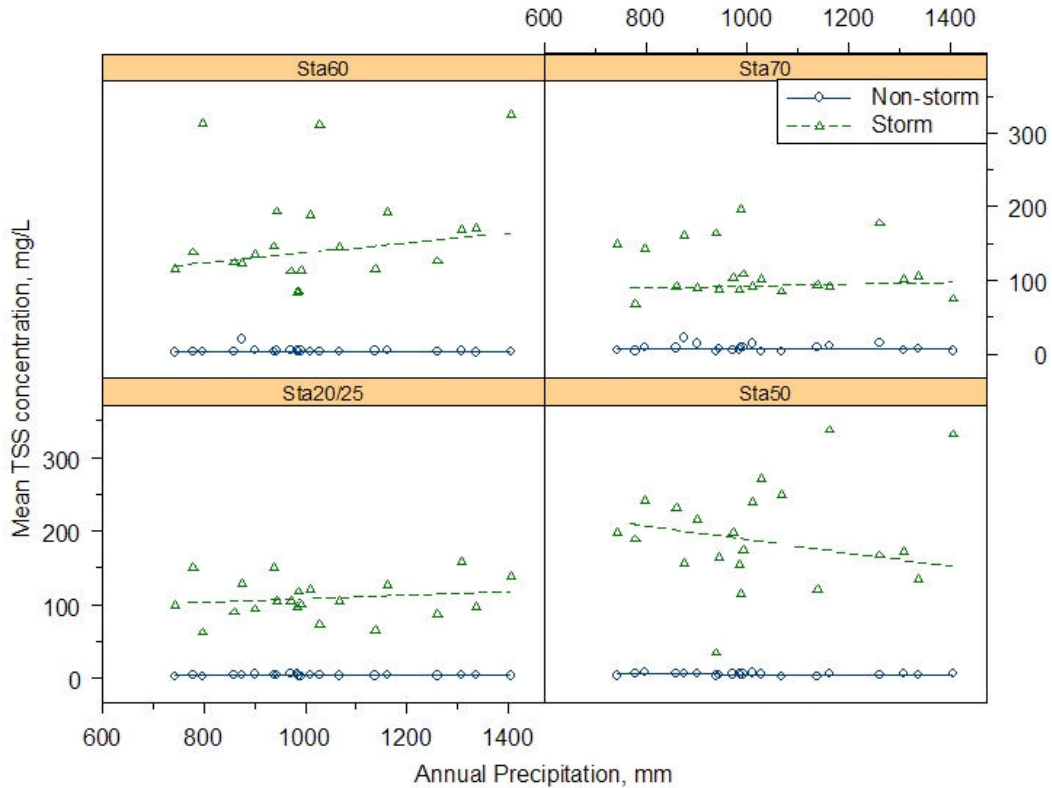 600 800 1000 1200 1400
Sta60
Sta70
Non-storm
Storm
300
200
100
0
Mean TSS concentration, mg/L
Sta20/25
Sta50
300
200
100
0
600 800 1000 1200 1400
Annual Precipitation, mm